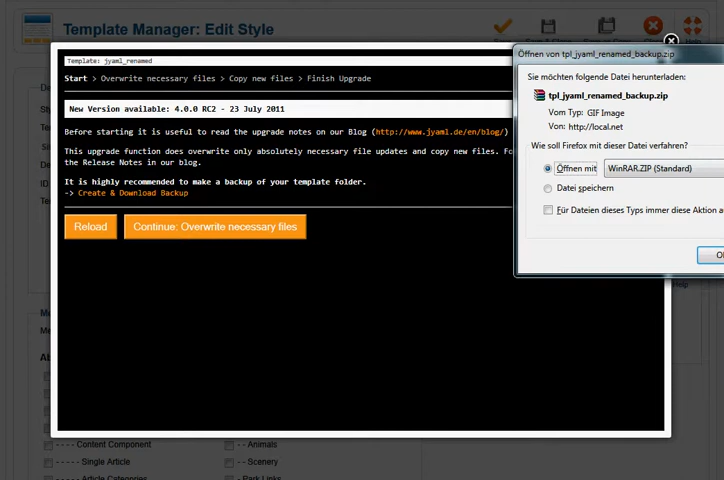 Template Manager: Edit Style
Help
Template: jyaml_renamed
Start > Overwrite necessary files > Copy new files > Finish Upgrade
New Version available: 4.0.0 RC2 - 23 July 2011
Before starting it is useful to read the upgrade notes on our Blog (http://www.jyaml.de/en/blog/)
This upgrade function does overwrite only absolutely necessary file updates and copy new files.
the Release Notes in our blog.
It is highly recommended to make a backup of your template folder.
-> Create & Download Backup
Reload
Continue: Overwrite necessary files
Öffnen von tpl_jyaml_renamed_backup.zip
Sie möchten folgende Datei herunterladen:
tpl_jyaml_renamed_backup.zip
Vom Typ: GIF Image
Von: http://local.net
Wie soll Firefox mit dieser Datei verfahren?
Öffnen mit
WinRAR.ZIP (Standard)
Datei speichern
Für Dateien dieses Typs immer diese Aktion
Help
ID
- - - - Content Component
- - Animals
- - - - Single Article
- - Scenery
- - - - Article Categories
- - Park Links